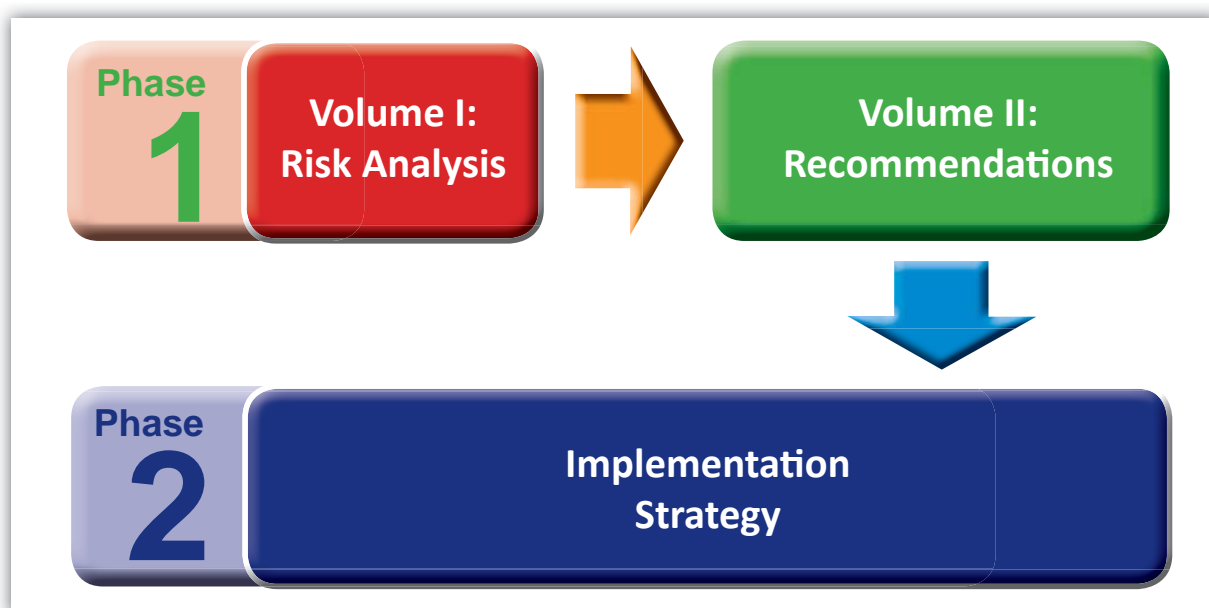 Phase
1
Volume I:
Risk Analysis
Volume II:
Recommendations
Phase
2
Implementation
Strategy